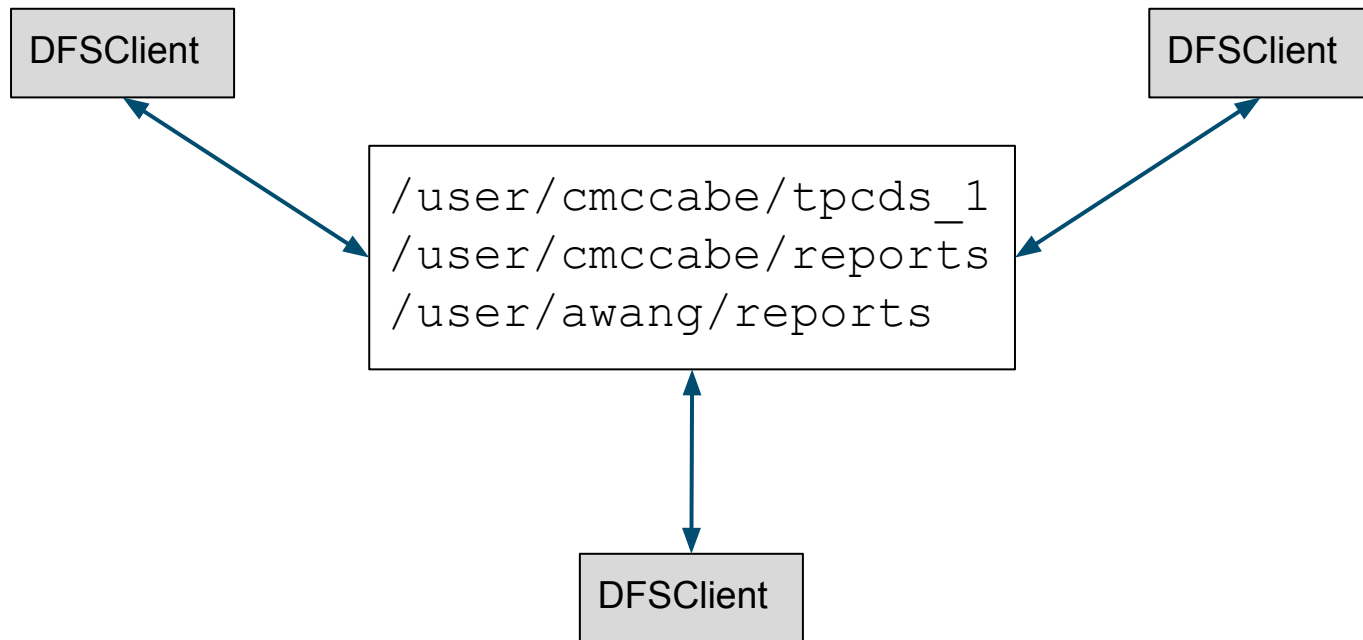 DFSClient
DFSClient
/user/cmccabe/tpcds_1
/user/cmccabe/reports
/user/awang/reports
DFSClient